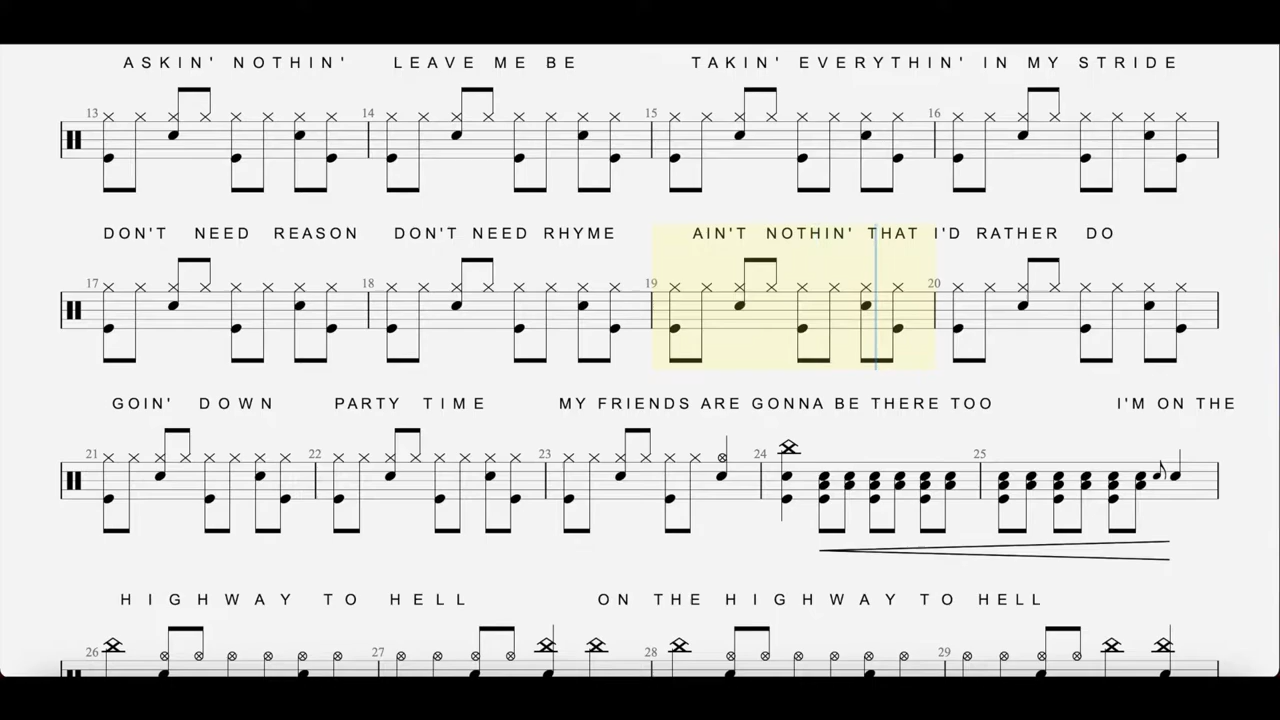 ASKIN' NOTHIN' LEAVE ME BE TAKIN' EVERYTHIN' IN MY STRIDE
13 14 15 16
DON'T NEED REASON DON'T NEED RHYME AIN'T NOTHIN' THAT I'D RATHER DO
17 18 19 20
GOIN' DOWN PARTY TIME MY FRIENDS ARE GONNA BE THERE TOO I'M ON THE
21 22 23 24 25
HIGHWAY TO HELL ON THE HIGHWAY TO HELL
26 27 28 29